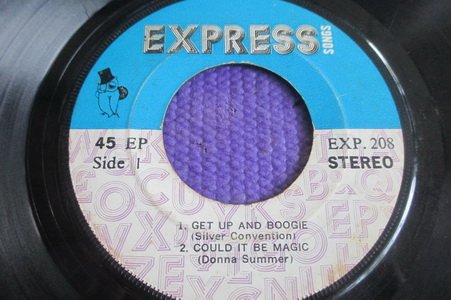 EXPRESS
SONGS
45 EP
Side 1
EXP. 208
STEREO
1. GET UP AND BOOGIE
(Silver Convention)
2. COULD IT BE MAGIC
(Donna Summer)